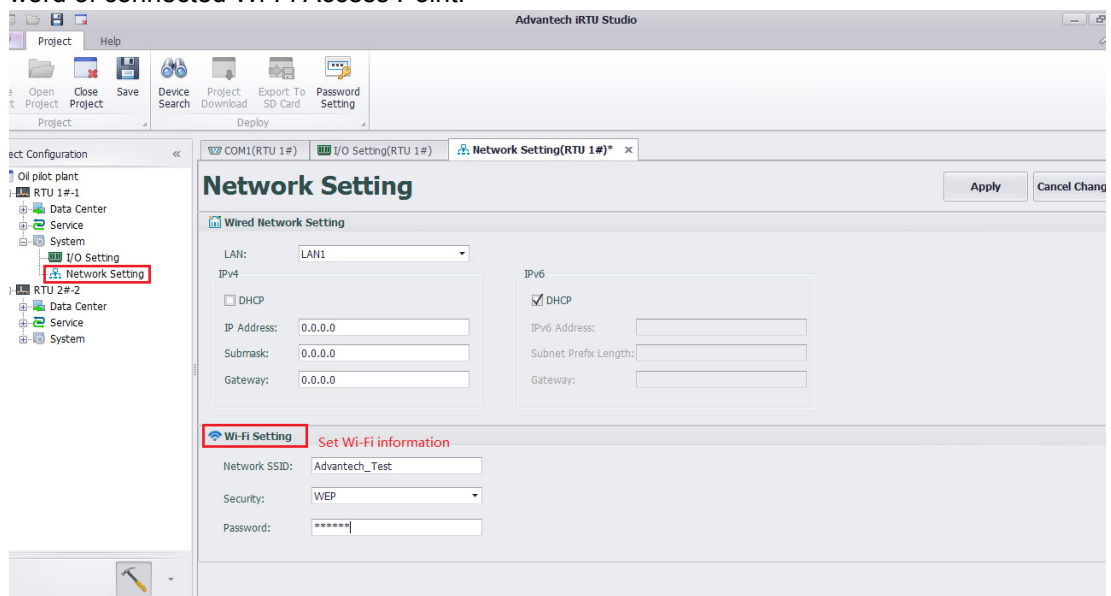 word of connected Wi-Fi Access Point.
Advantech iRTU Studio
Project Help
Open Project
Close Project
Save
Device Search
Project Download
Export To SD Card
Password Setting
Project
Deploy
ect Configuration «
COM1(RTU 1#) I/O Setting(RTU 1#) Network Setting(RTU 1#)* ×
Oil pilot plant
RTU 1#-1
Data Center
Service
System
I/O Setting
Network Setting
RTU 2#-2
Data Center
Service
System
Network Setting
Apply Cancel Chang
Wired Network Setting
LAN: LAN1
IPv4
DHCP
IP Address: 0.0.0.0
Submask: 0.0.0.0
Gateway: 0.0.0.0
IPv6
DHCP
IPv6 Address:
Subnet Prefix Length:
Gateway:
Wi-Fi Setting Set Wi-Fi information
Network SSID: Advantech_Test
Security: WEP
Password: ******